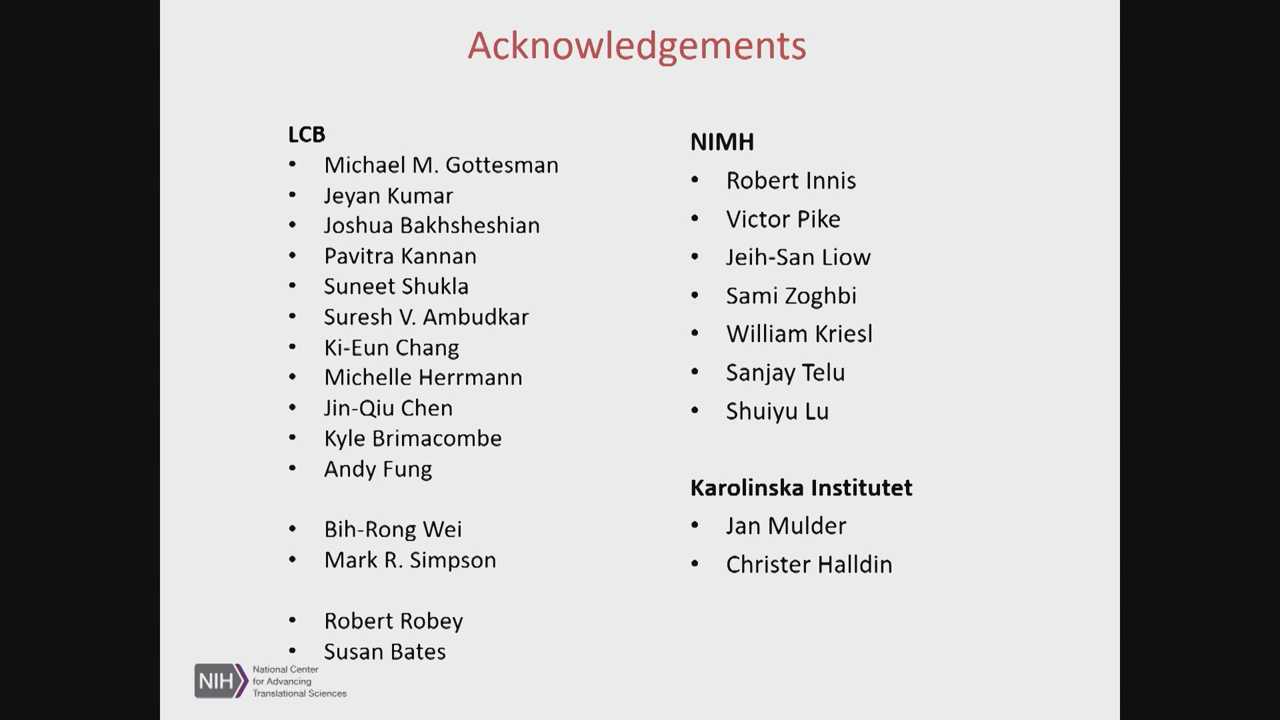 Acknowledgements
LCB
• Michael M. Gottesman
• Jeyan Kumar
• Joshua Bakhsheshian
• Pavitra Kannan
• Suneet Shukla
• Suresh V. Ambudkar
• Ki-Eun Chang
• Michelle Herrmann
• Jin-Qiu Chen
• Kyle Brimacombe
• Andy Fung
• Bih-Rong Wei
• Mark R. Simpson
• Robert Robey
• Susan Bates
NIMH
• Robert Innis
• Victor Pike
• Jeih-San Liow
• Sami Zoghbi
• William Kriesl
• Sanjay Telu
• Shuiyu Lu
Karolinska Institutet
• Jan Mulder
• Christer Halldin
NIH
National Center
for Advancing
Translational Sciences